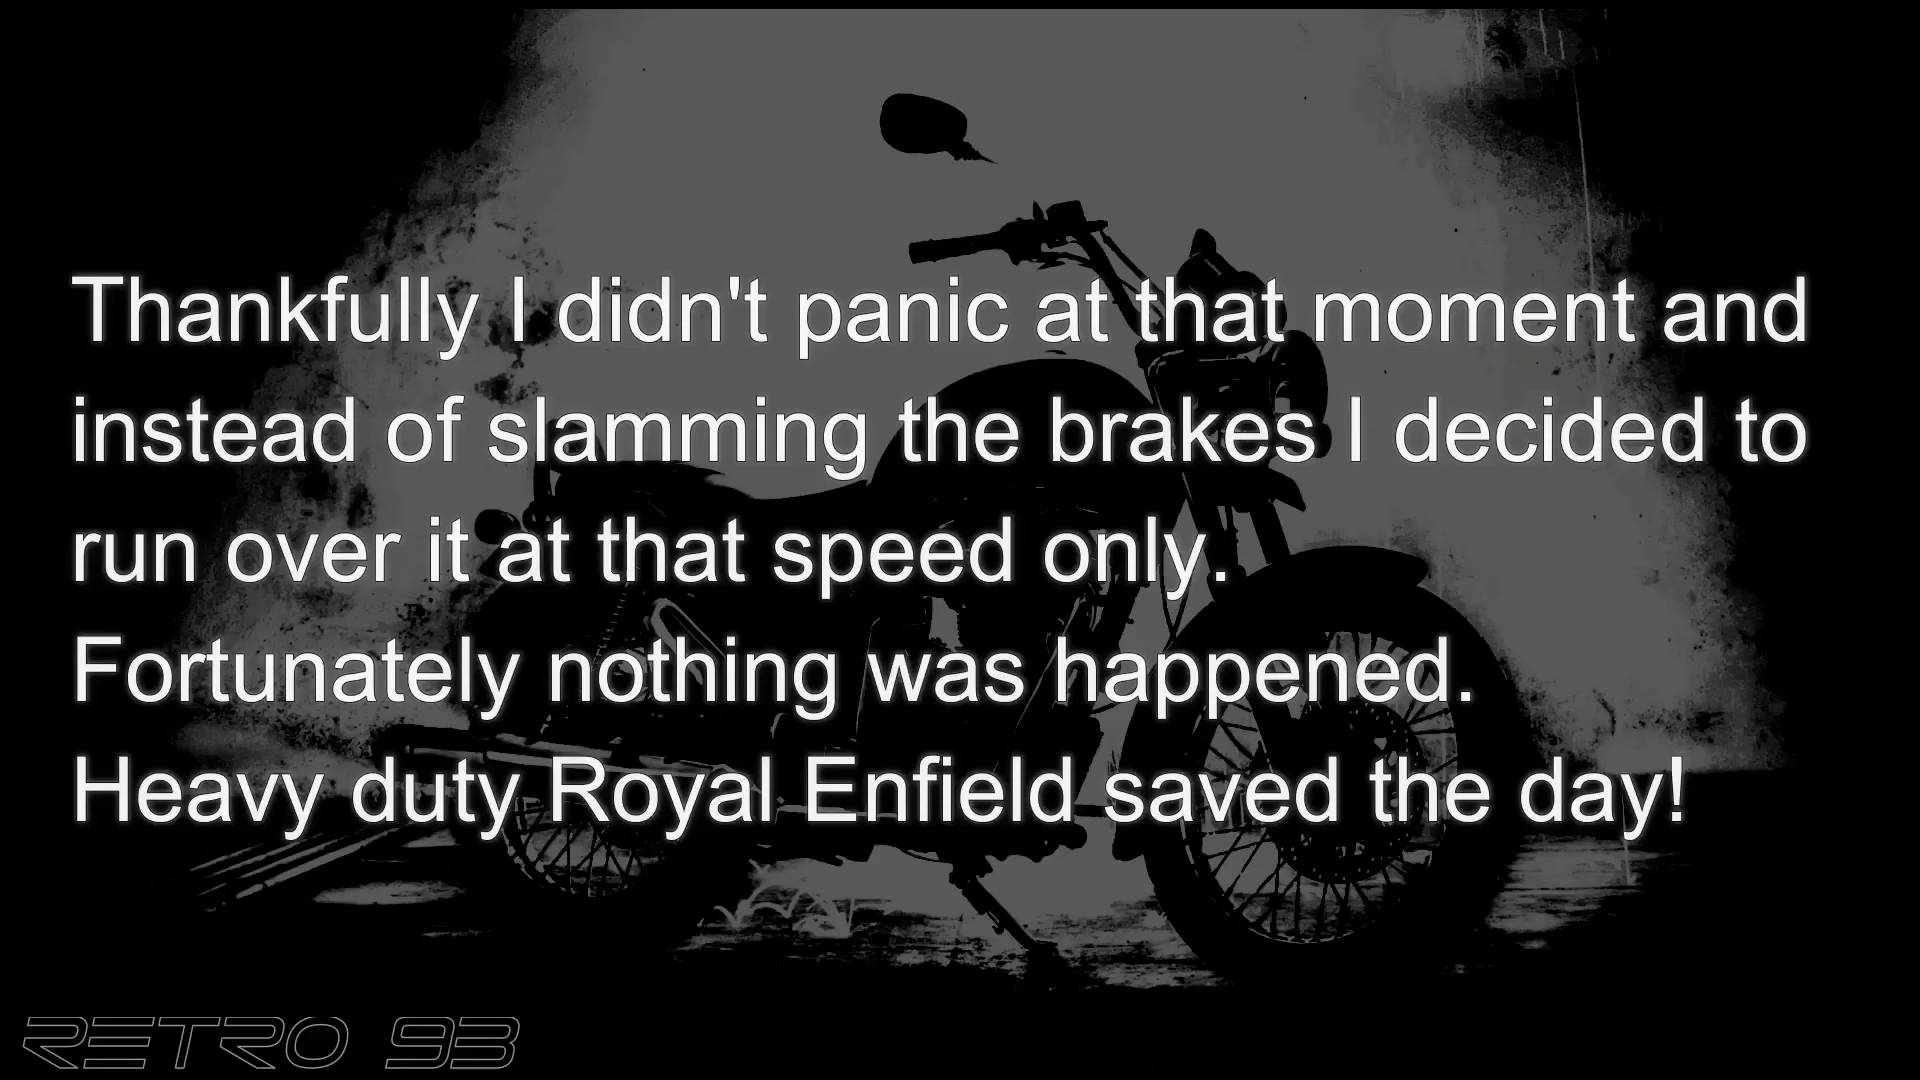 Thankfully I didn't panic at that moment and
instead of slamming the brakes I decided to
run over it at that speed only.
Fortunately nothing was happened.
Heavy duty Royal Enfield saved the day!
RETRO 93